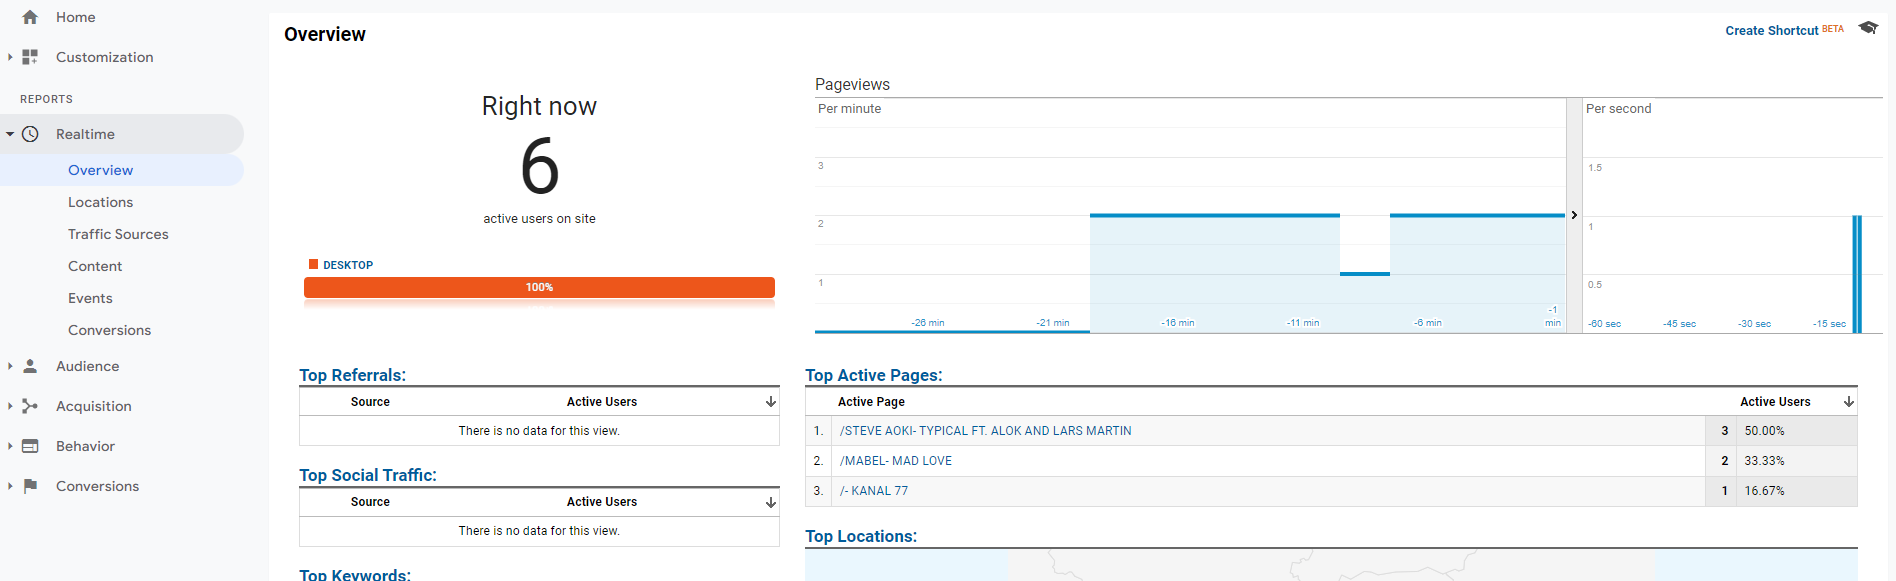 Home
Customization
REPORTS
Realtime
Overview
Locations
Traffic Sources
Content
Events
Conversions
Audience
Acquisition
Behavior
Conversions
Overview
Create Shortcut BETA
Right now
6
active users on site
DESKTOP
100%
Pageviews
Per minute
3
2
1
-26 min
-21 min
-16 min
-11 min
-6 min
-1
min
Per second
1.5
1
0.5
-60 sec
-45 sec
-30 sec
-15 sec
Top Referrals:
Source Active Users
There is no data for this view.
Top Social Traffic:
Source Active Users
There is no data for this view.
Top Keywords:
Top Active Pages:
Active Page Active Users
1. /STEVE AOKI- TYPICAL FT. ALOK AND LARS MARTIN 3 50.00%
2. /MABEL- MAD LOVE 2 33.33%
3. /- KANAL 77 1 16.67%
Top Locations: